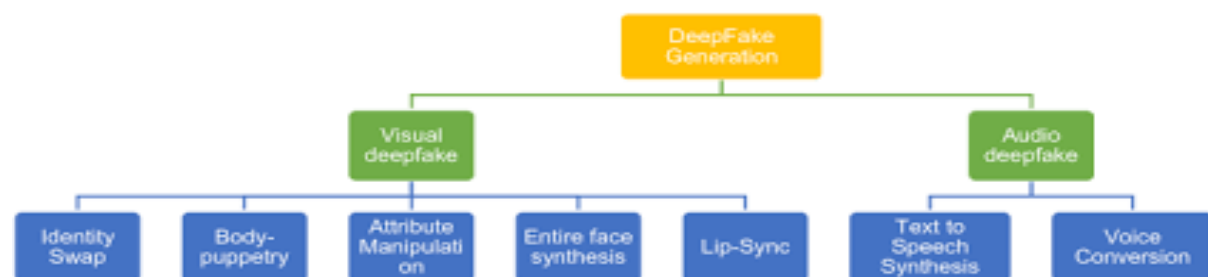 DeepFake
Generation
Visual
deepfake
Audio
deepfake
Identity
Swap
Body-
puppetry
Attribute
Manipulati
on
Entire face
synthesis
Lip-Sync
Text to
Speech
Synthesis
Voice
Conversion